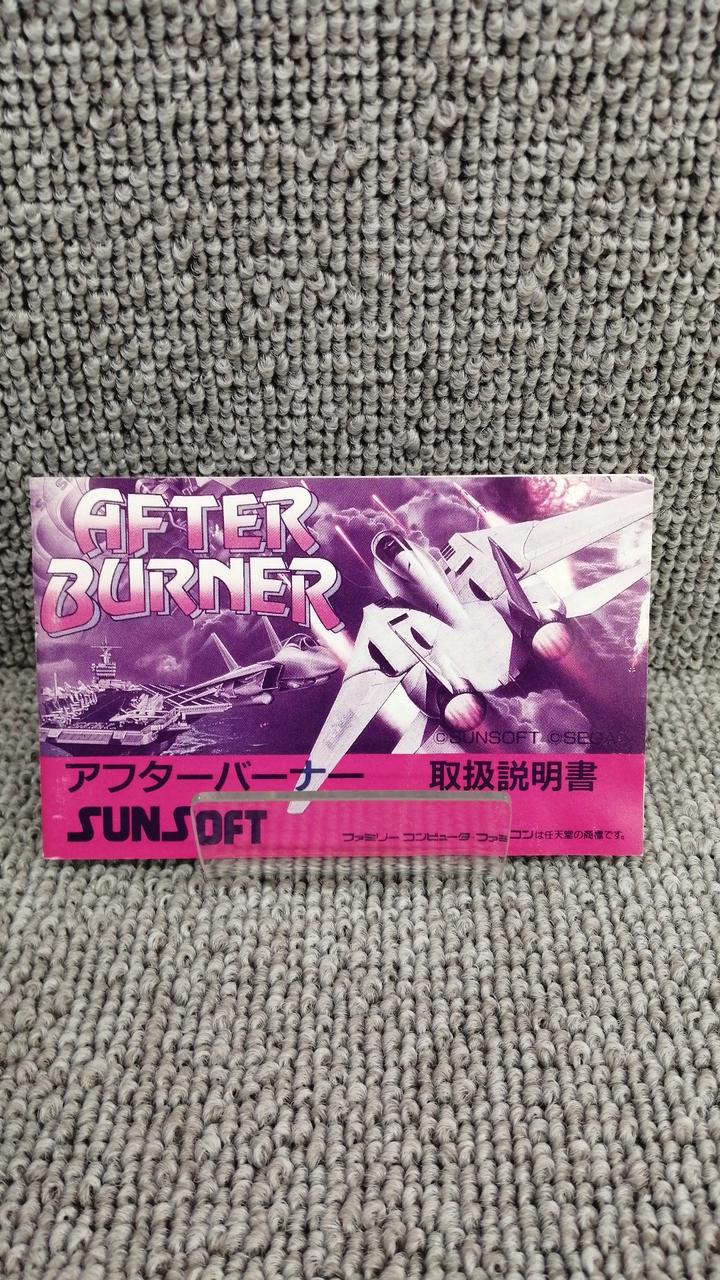 AFTER
BURNER
©SUNSOFT ©SEGA
アフターバーナー 取扱説明書
SUNSOFT
ファミリーコンピュータ・ファミコンは任天堂の商標です。